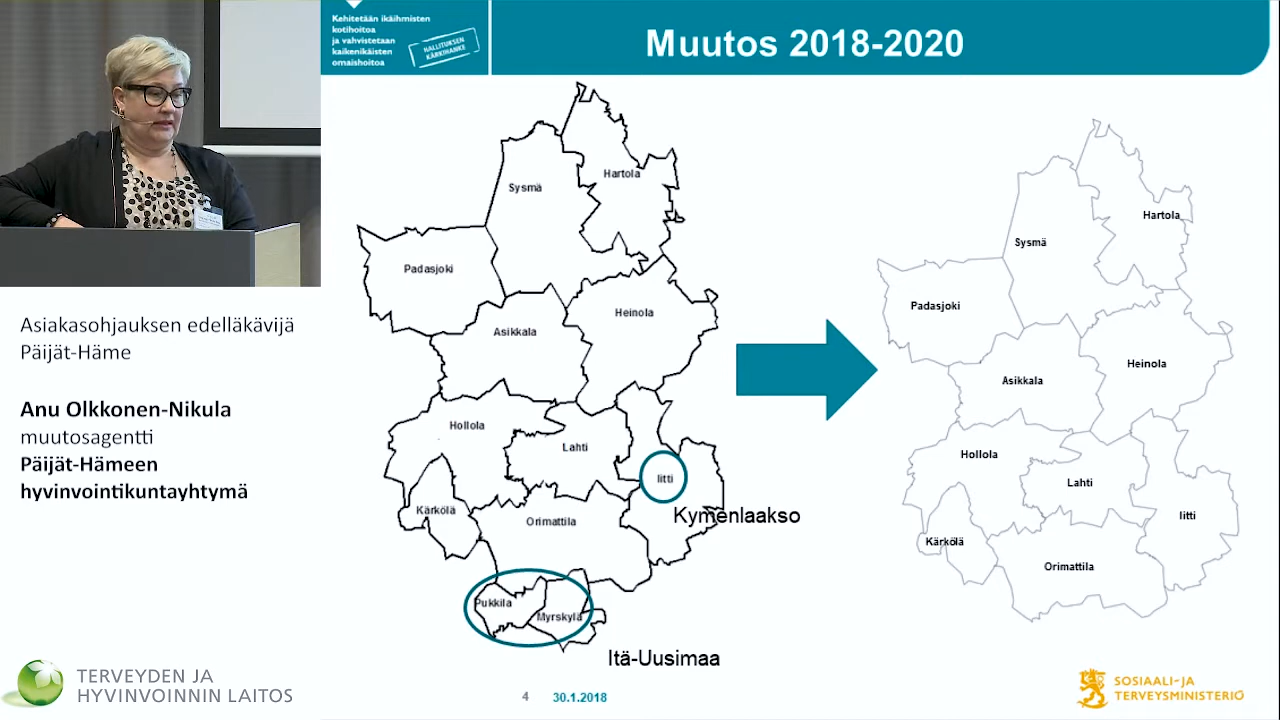 Kehitetään ikäihmisten
kotihoitoa
ja vahvistetaan
kaikenikäisten
omaishoitoa
HALLITUKSEN
KÄRKIHANKE
Muutos 2018-2020
Sysmä
Hartola
Padasjoki
Heinola
Asikkala
Hollola
Lahti
Iitti
Kärkölä
Orimattila
Kymenlaakso
Pukkila
Myrskylä
Itä-Uusimaa
Hartola
Sysmä
Padasjoki
Heinola
Asikkala
Hollola
Lahti
Iitti
Kärkölä
Orimattila
Asiakasohjauksen edelläkävijä
Päijät-Häme
Anu Olkkonen-Nikula
muutosagentti
Päijät-Hämeen
hyvinvointikuntayhtymä
TERVEYDEN JA
HYVINVOINNIN LAITOS
4
30.1.2018
SOSIAALI- JA
TERVEYSMINISTERIÖ